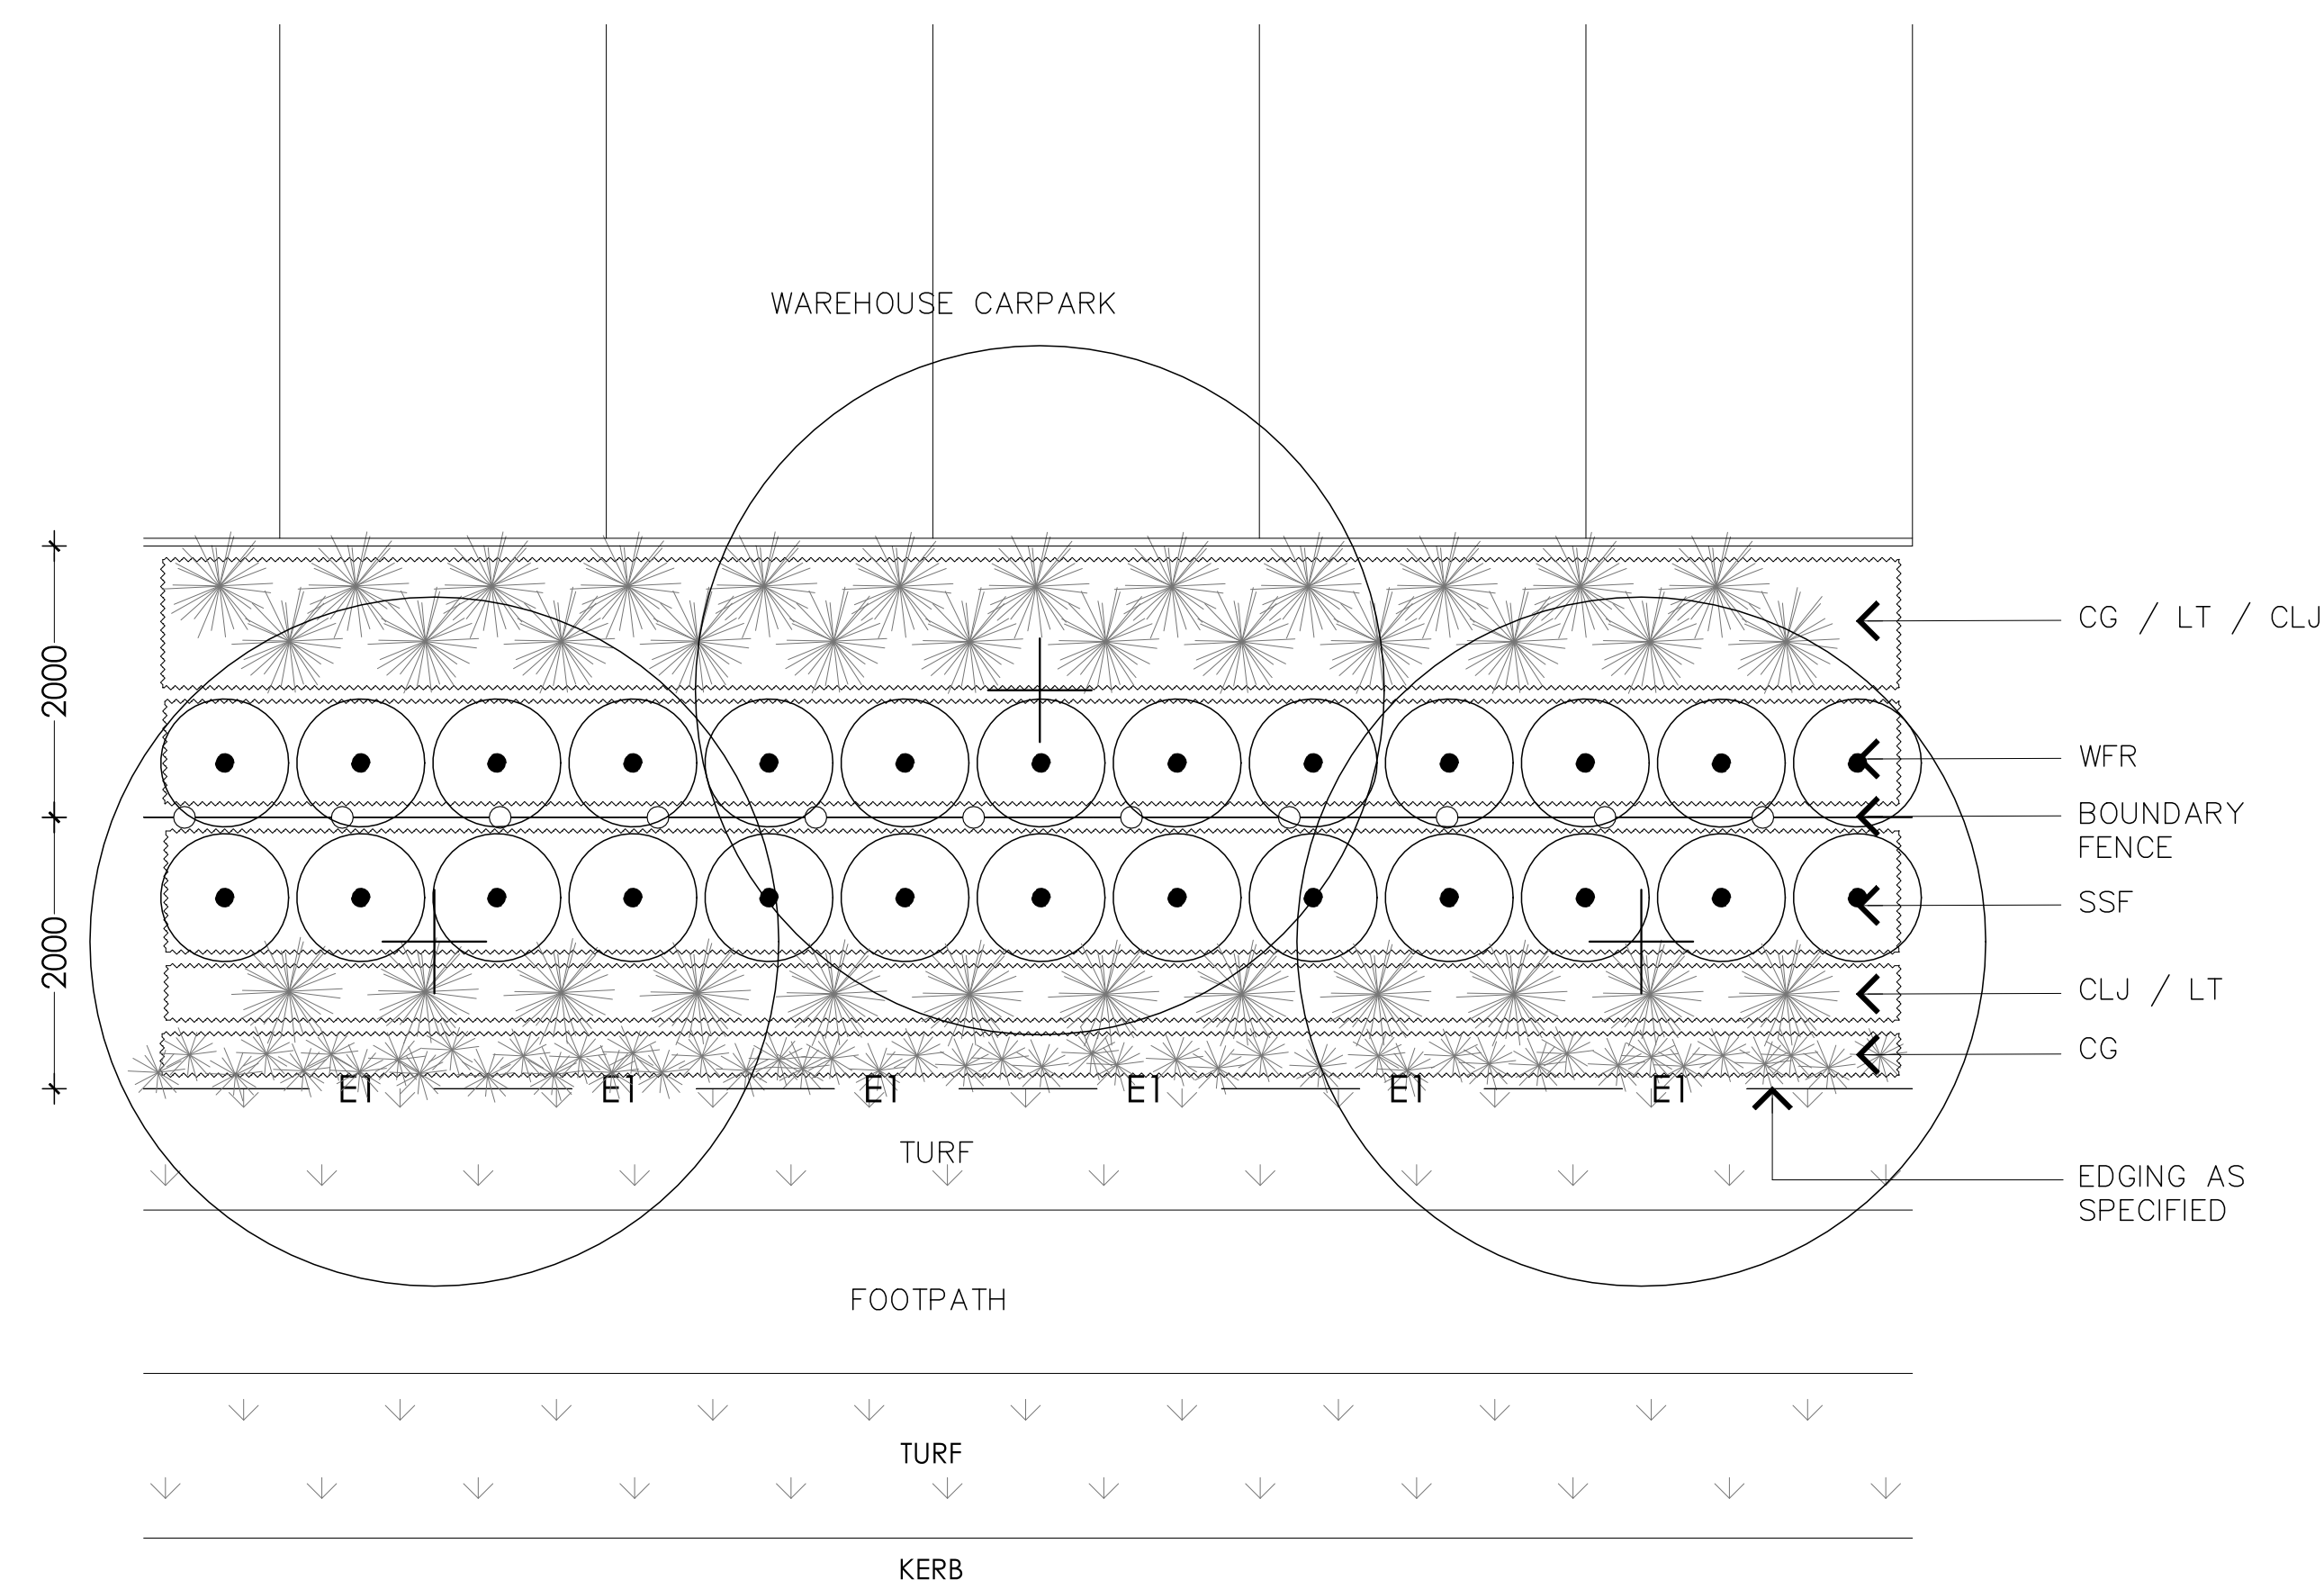 WAREHOUSE CARPARK
2000
CG / LT / CLJ
WFR
BOUNDARY
FENCE
2000
SSF
CLJ / LT
CG
E1 E1 E1 E1 E1 E1
TURF
EDGING AS
SPECIFIED
FOOTPATH
TURF
KERB